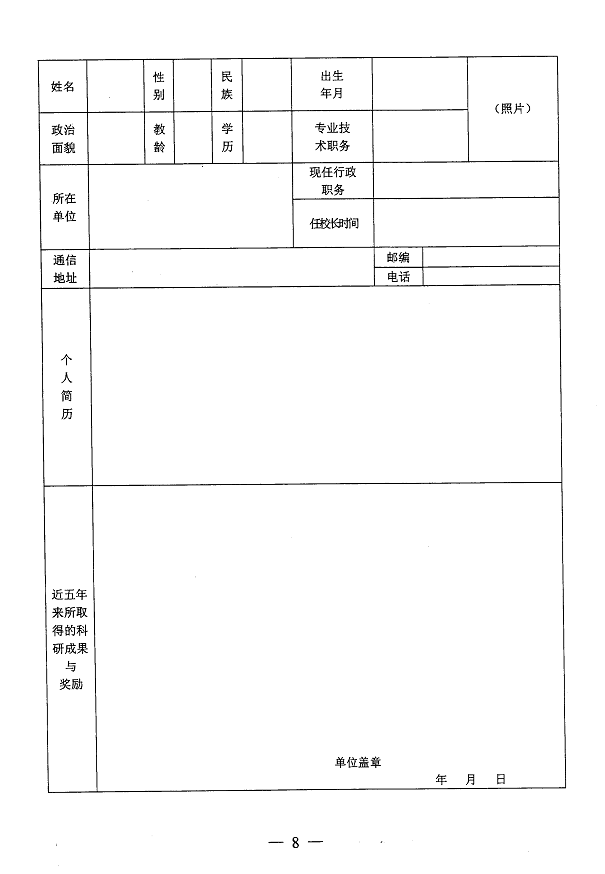 姓名
性
别
民
族
出生
年月
（照片）
政治
面貌
教
龄
学
历
专业技
术职务
所在
单位
现任行政
职务
任校长时间
通信
地址
邮编
电话
个
人
简
历
近五年
来所取
得的科
研成果
与
奖励
单位盖章
年 月 日
— 8 —